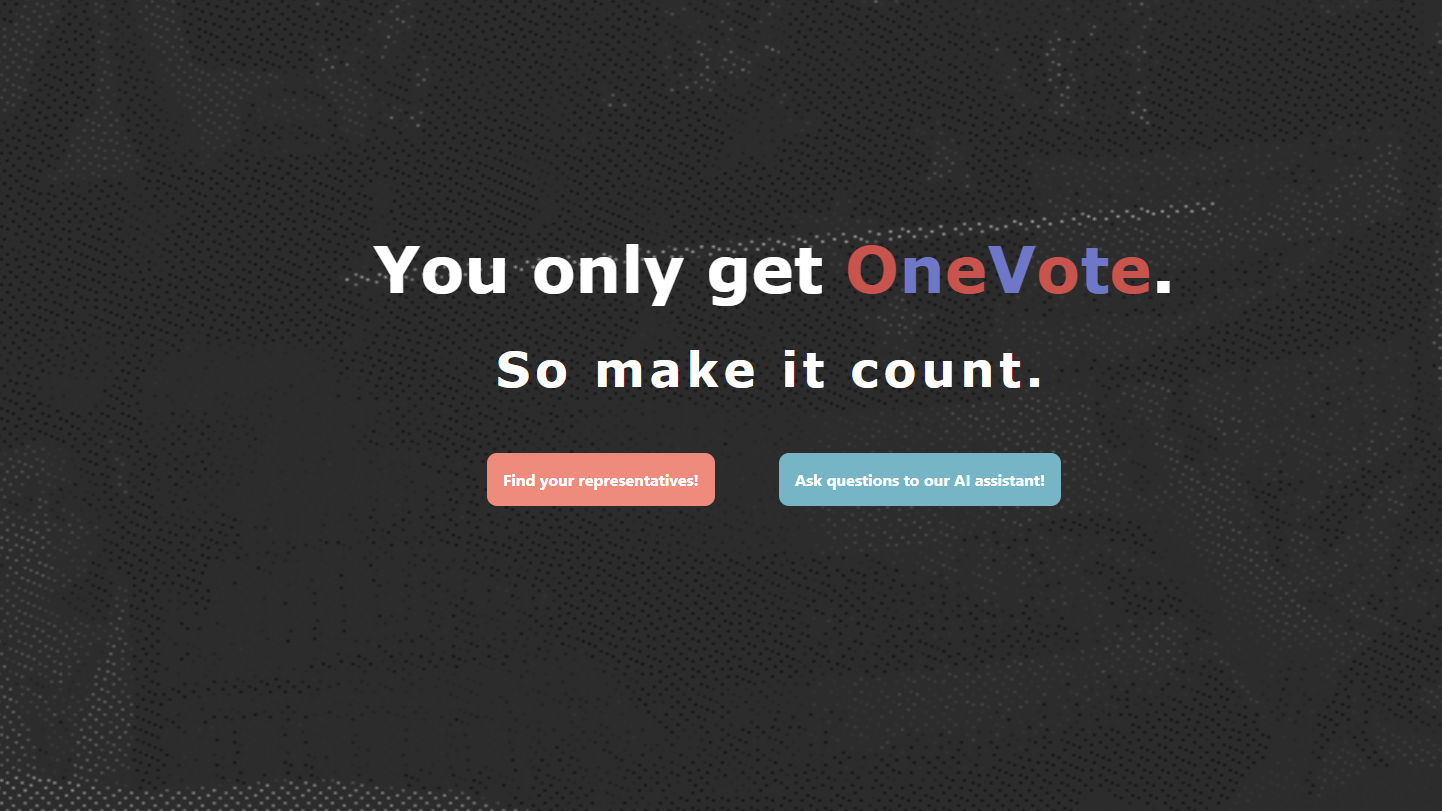 You only get OneVote.
So make it count.
Find your representatives!
Ask questions to our AI assistant!